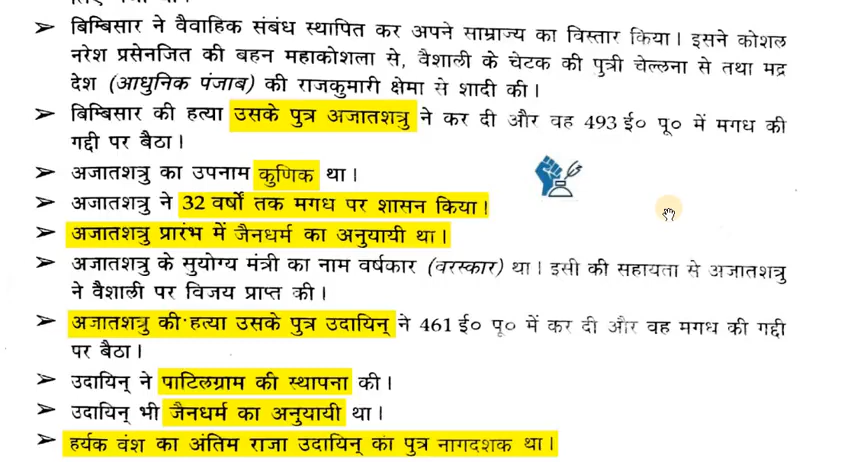 ➢ बिम्बिसार ने वैवाहिक संबंध स्थापित कर अपने साम्राज्य का विस्तार किया। इसने कोशल
नरेश प्रसेनजित की बहन महाकोशला से, वैशाली के चेटक की पुत्री चेल्लना से तथा मद्र
देश (आधुनिक पंजाब) की राजकुमारी क्षेमा से शादी की।
➢ बिम्बिसार की हत्या उसके पुत्र अजातशत्रु ने कर दी और वह 493 ई० पू० में मगध की
गद्दी पर बैठा।
➢ अजातशत्रु का उपनाम कुणिक था।
➢ अजातशत्रु ने 32 वर्षों तक मगध पर शासन किया।
➢ अजातशत्रु प्रारंभ में जैनधर्म का अनुयायी था।
➢ अजातशत्रु के सुयोग्य मंत्री का नाम वर्षकार (वरस्कार) था। इसी की सहायता से अजातशत्रु
ने वैशाली पर विजय प्राप्त की।
➢ अजातशत्रु की हत्या उसके पुत्र उदायिन् ने 461 ई० पू० में कर दी और वह मगध की गद्दी
पर बैठा।
➢ उदायिन् ने पाटिलग्राम की स्थापना की।
➢ उदायिन् भी जैनधर्म का अनुयायी था।
➢ हर्यक वंश का अंतिम राजा उदायिन् का पुत्र नागदशक था।